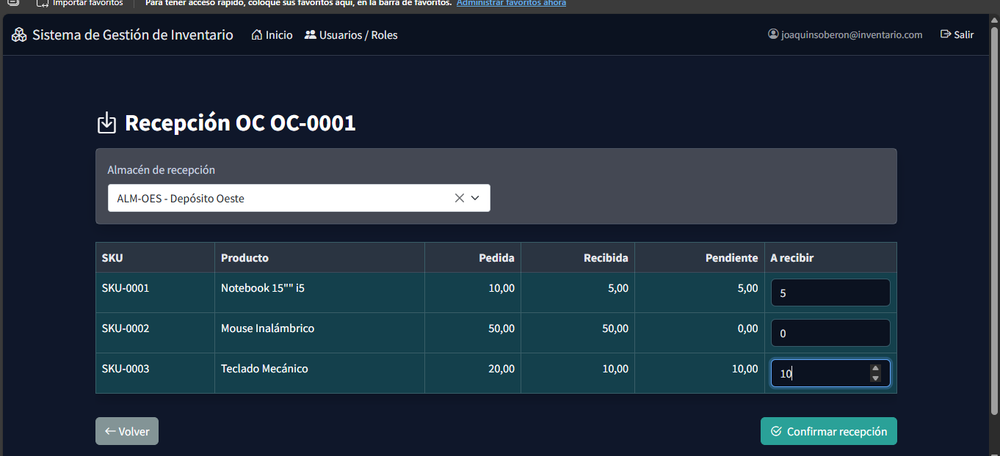 Importar favoritos Para tener acceso rápido, coloque sus favoritos aquí, en la barra de favoritos. Administrar favoritos ahora
Sistema de Gestión de Inventario Inicio Usuarios / Roles joaquinsoberon@inventario.com Salir
Recepción OC OC-0001
Almacén de recepción
ALM-OES - Depósito Oeste
SKU Producto Pedida Recibida Pendiente A recibir
SKU-0001 Notebook 15"" i5 10,00 5,00 5,00 5
SKU-0002 Mouse Inalámbrico 50,00 50,00 0,00 0
SKU-0003 Teclado Mecánico 20,00 10,00 10,00 10
Volver Confirmar recepción